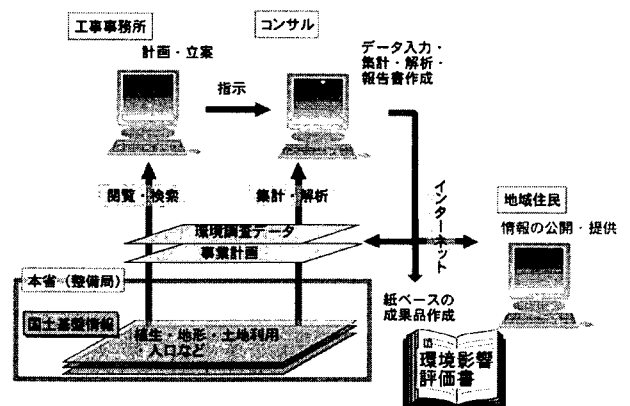 工事事務所
計画・立案
指示
コンサル
データ入力・
集計・解析・
報告書作成
閲覧・検索
集計・解析
インターネット
地域住民
情報の公開・提供
環境調査データ
事業計画
本省（整備局）
国土基盤情報
植生・地形・土地利用
・人口など
紙ベースの
成果品作成
環境影響
評価書